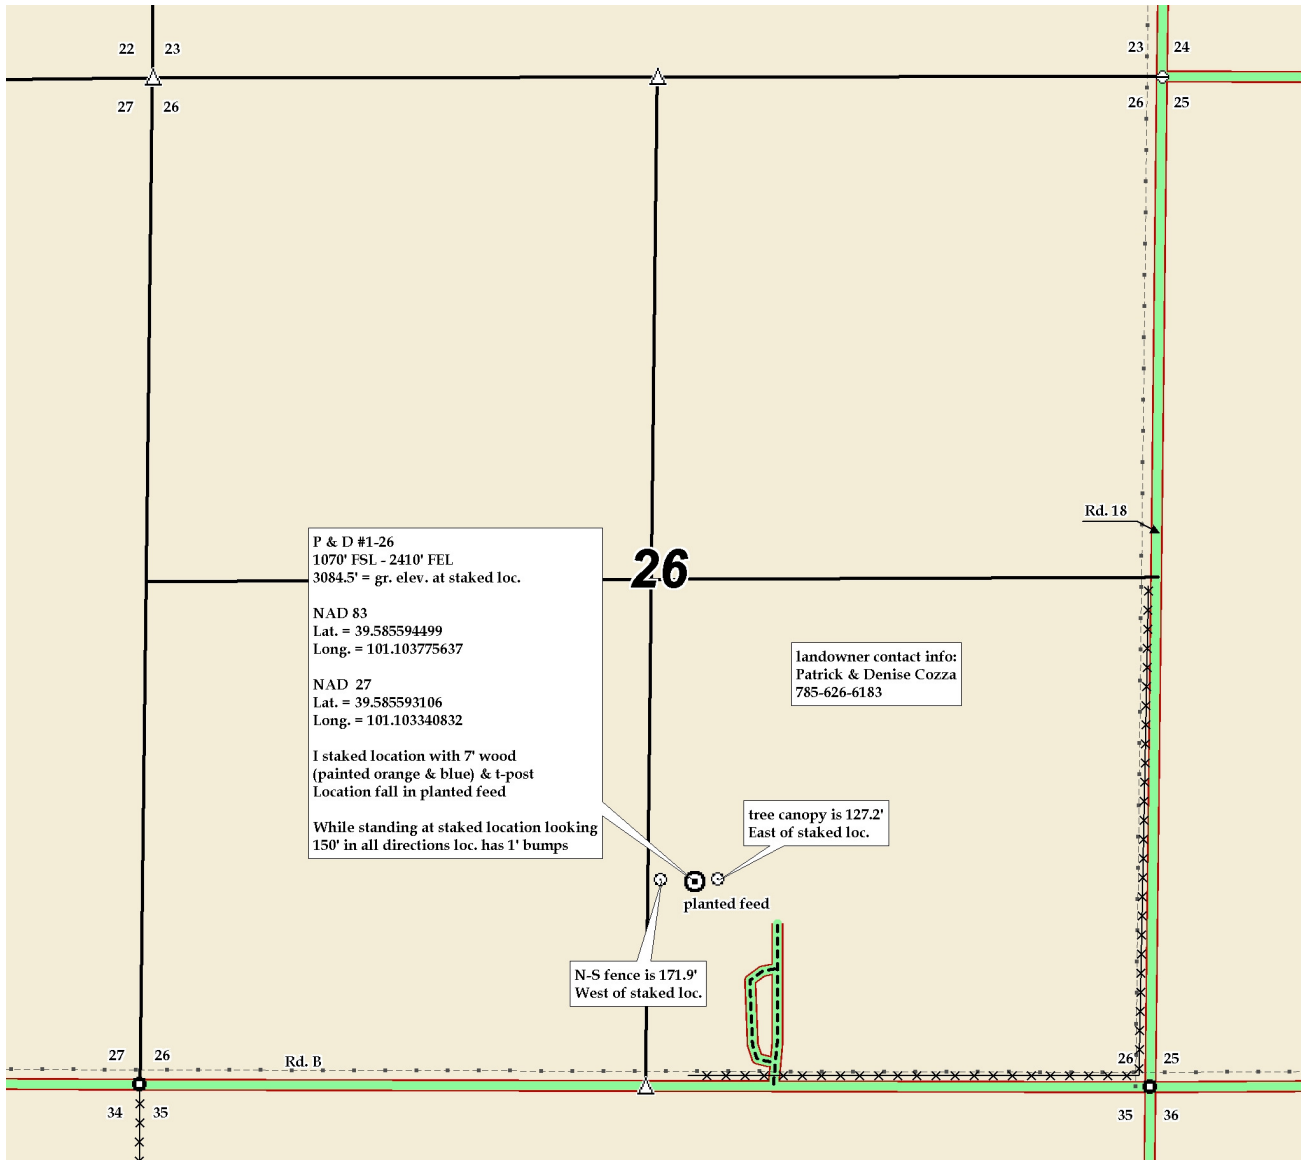 22 23
23 24
27 26
26 25
Rd. 18
P & D #1-26
1070' FSL - 2410' FEL
3084.5' = gr. elev. at staked loc.
NAD 83
Lat. = 39.585594499
Long. = 101.103775637
NAD 27
Lat. = 39.585593106
Long. = 101.103340832
I staked location with 7' wood
(painted orange & blue) & t-post
Location fall in planted feed
While standing at staked location looking
150' in all directions loc. has 1' bumps
26
landowner contact info:
Patrick & Denise Cozza
785-626-6183
tree canopy is 127.2'
East of staked loc.
planted feed
N-S fence is 171.9'
West of staked loc.
27 26
Rd. B
26 25
34 35
35 36